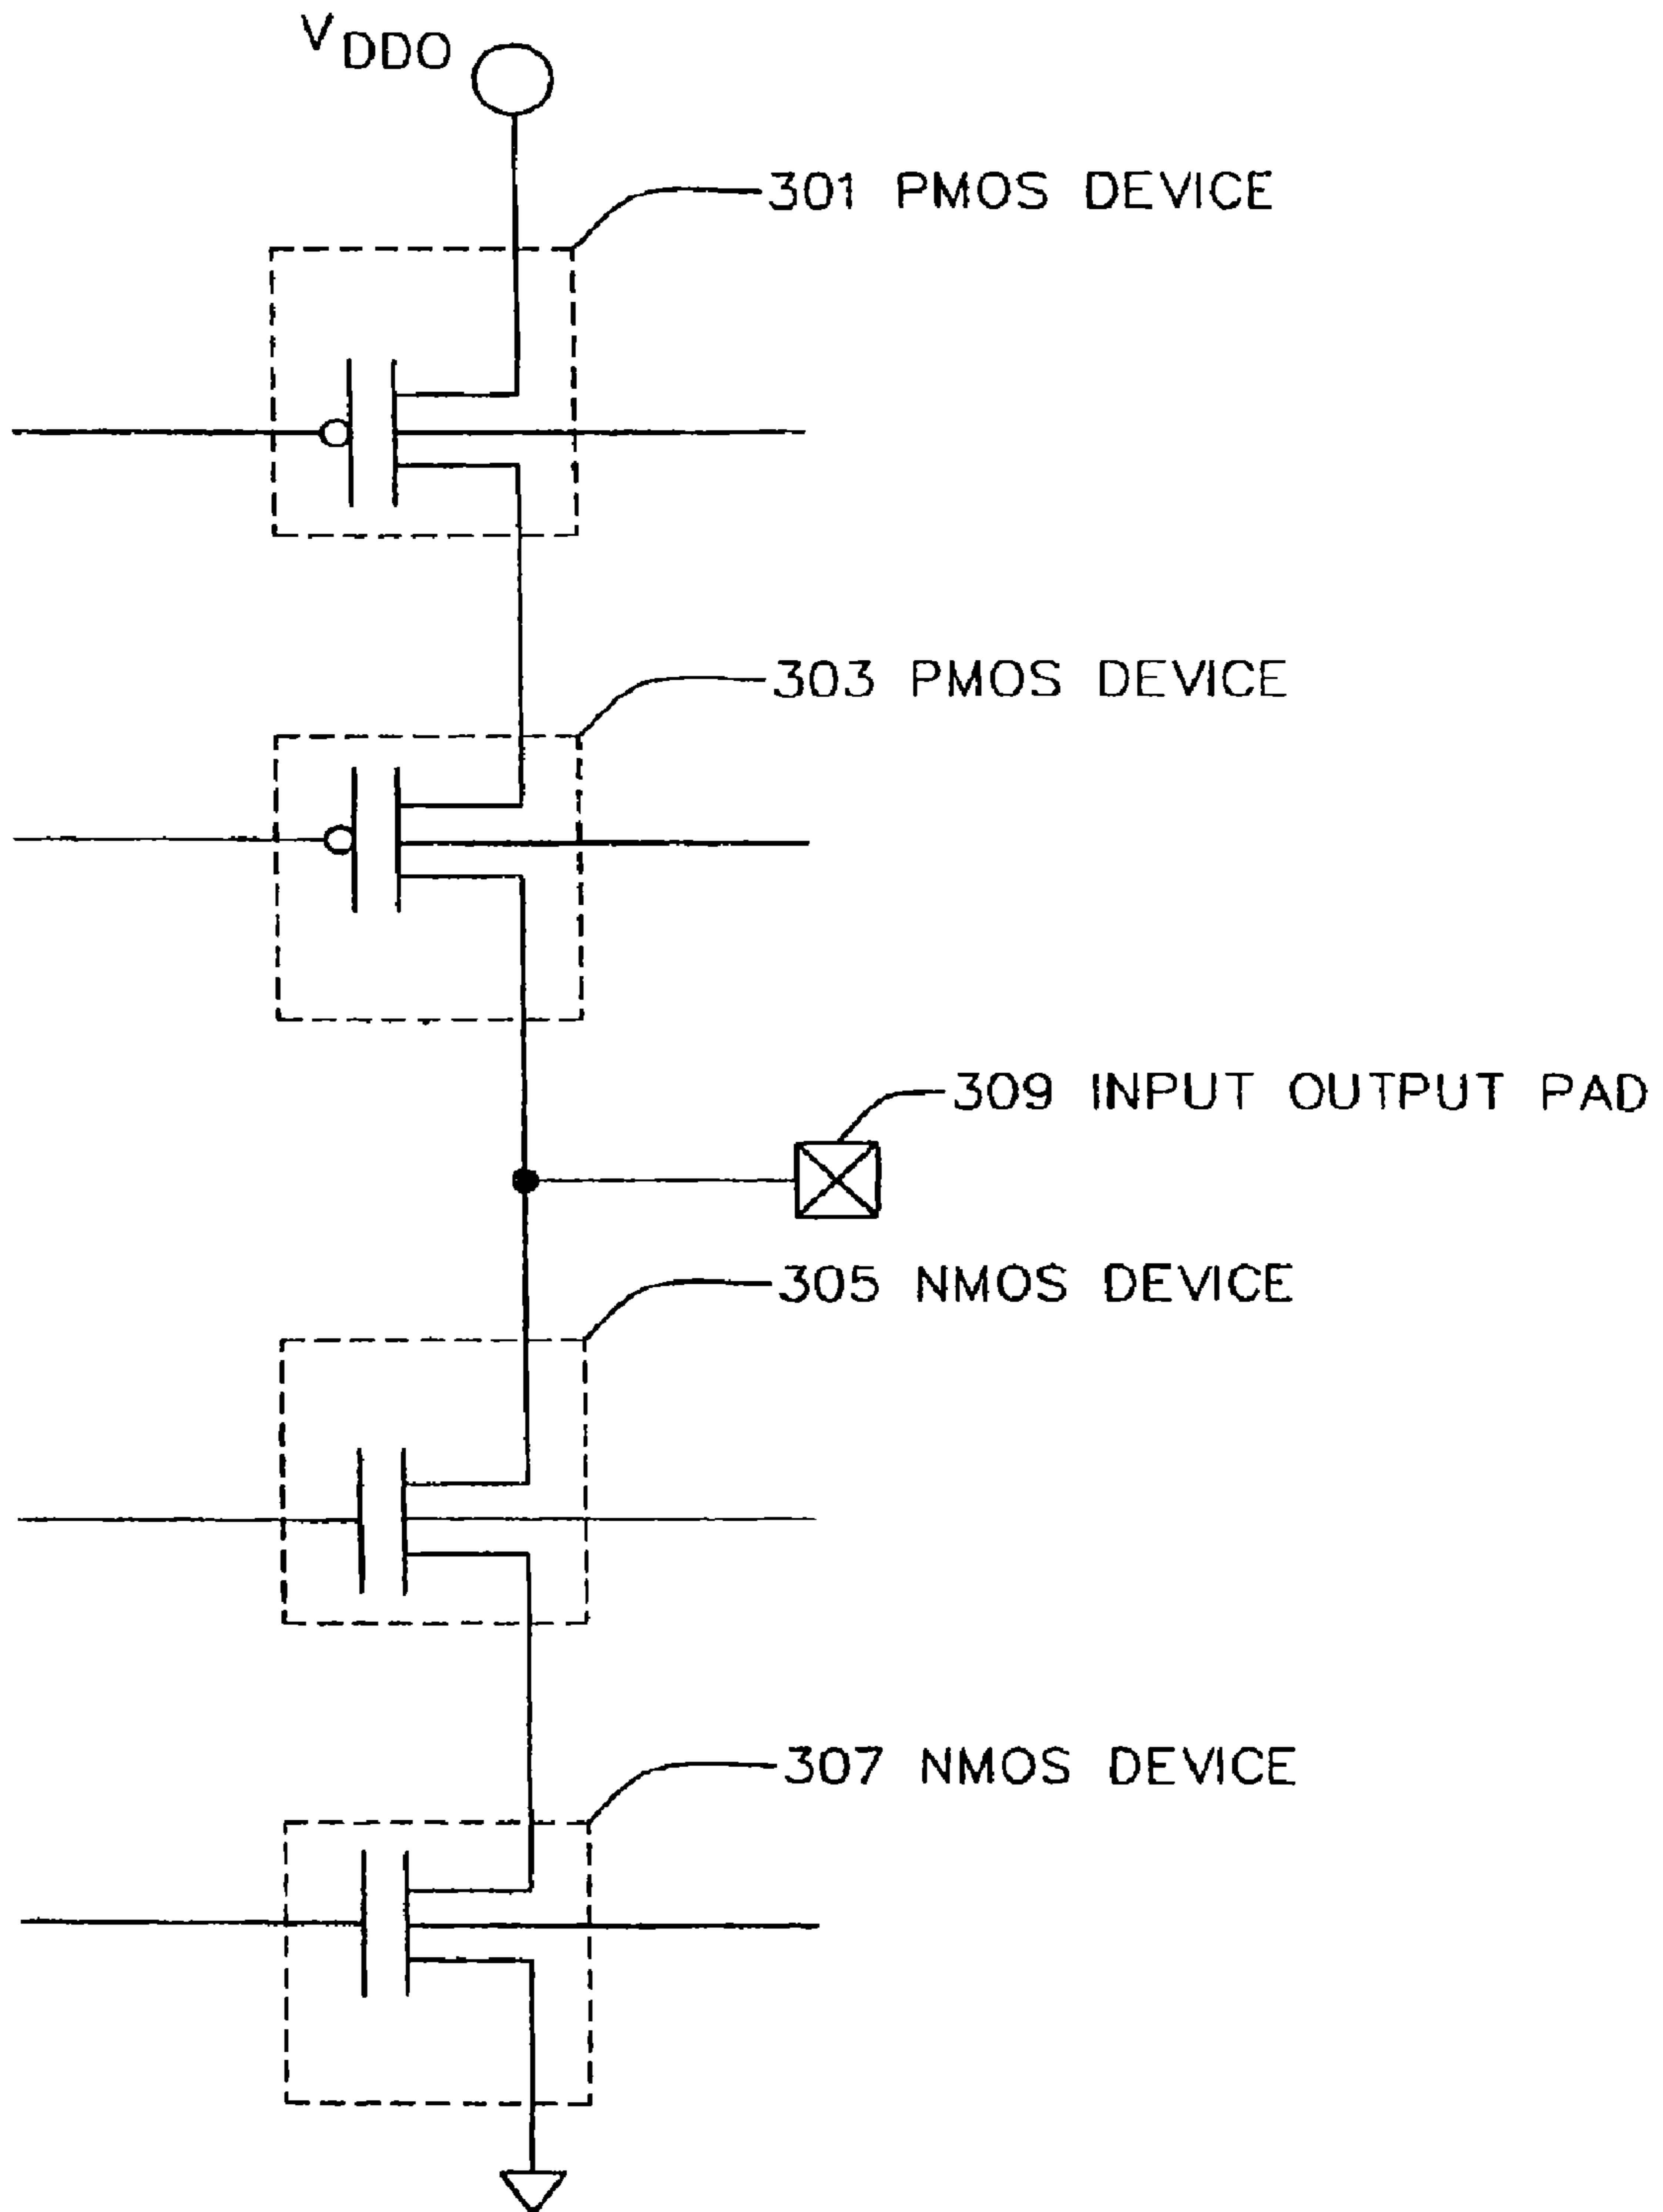 VDDO
301 PMOS DEVICE
303 PMOS DEVICE
309 INPUT OUTPUT PAD
305 NMOS DEVICE
307 NMOS DEVICE